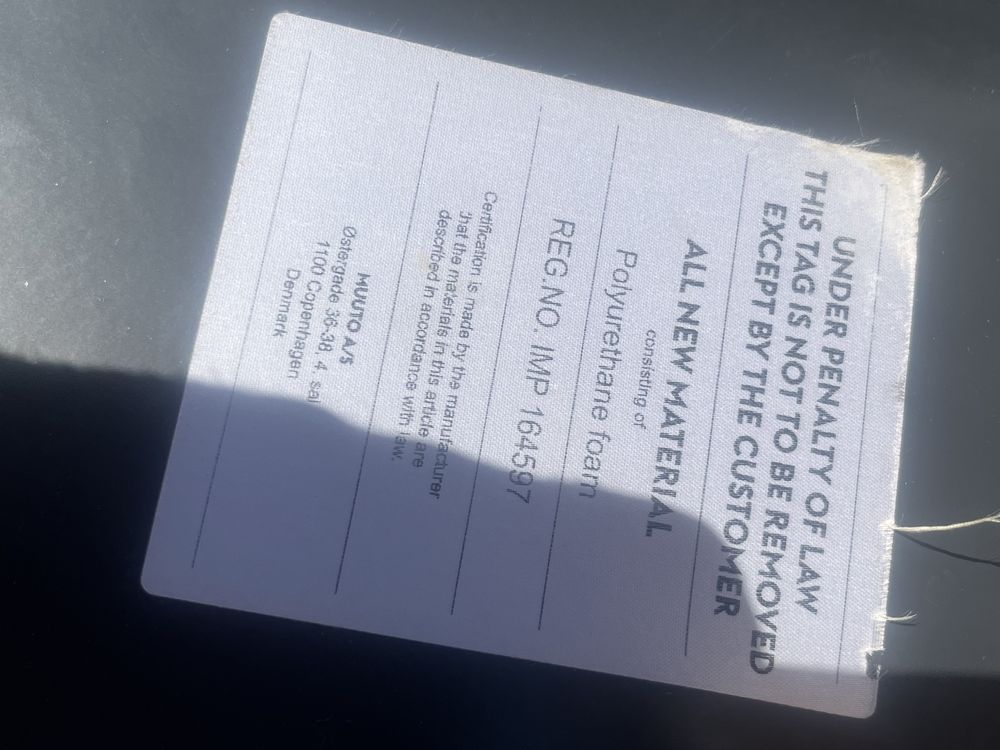 UNDER PENALTY OF LAW
THIS TAG IS NOT TO BE REMOVED
EXCEPT BY THE CUSTOMER
ALL NEW MATERIAL
consisting of
Polyurethane foam
REG.NO. IMP 164597
Certification is made by the manufacturer
that the materials in this article are
described in accordance with law.
MUUTO A/S
Østergade 36-38, 4. sal
1100 Copenhagen
Denmark